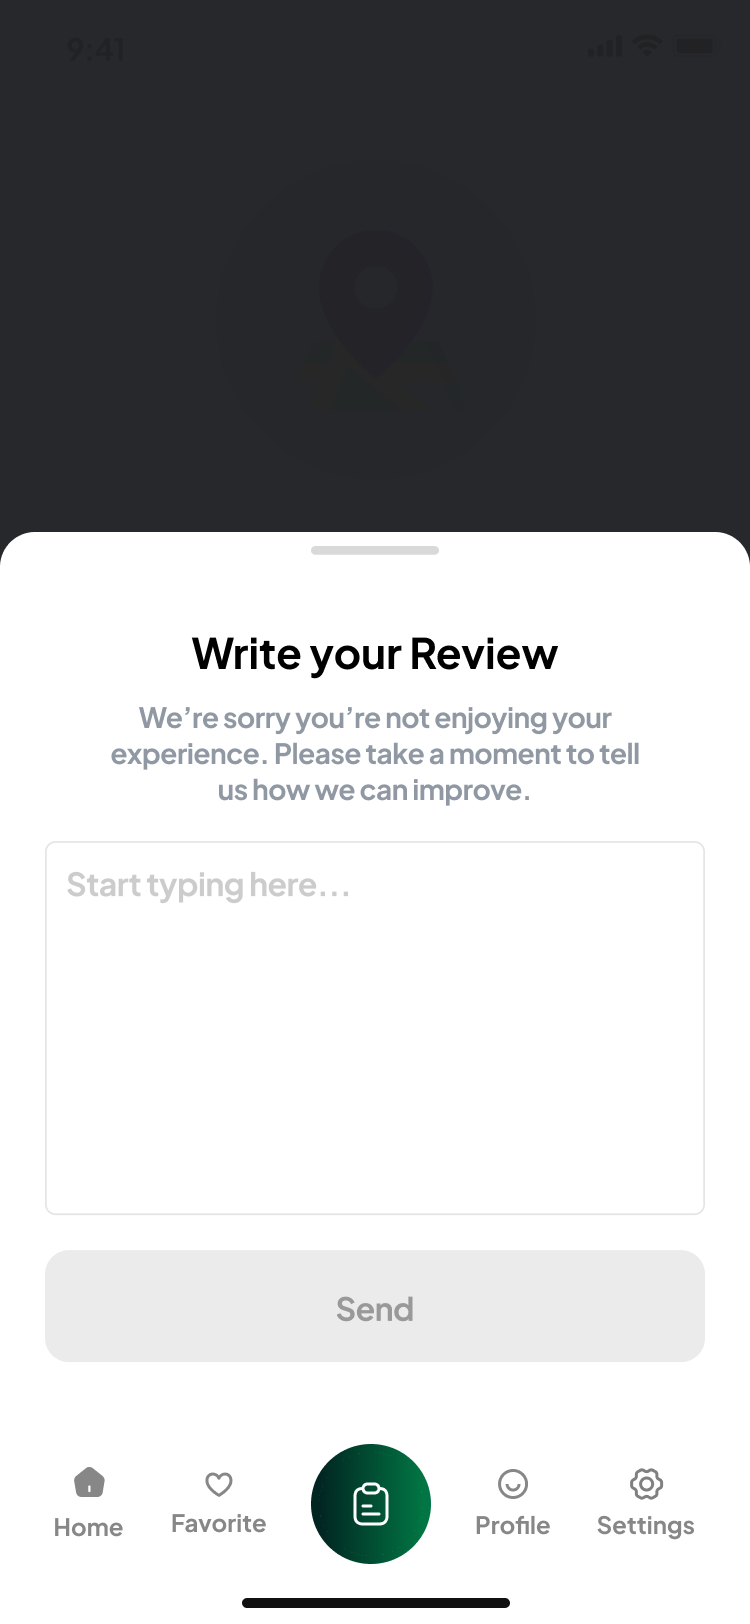 9:41
Write your Review
We’re sorry you’re not enjoying your
experience. Please take a moment to tell
us how we can improve.
Start typing here...
Send
Home
Favorite
Profile
Settings